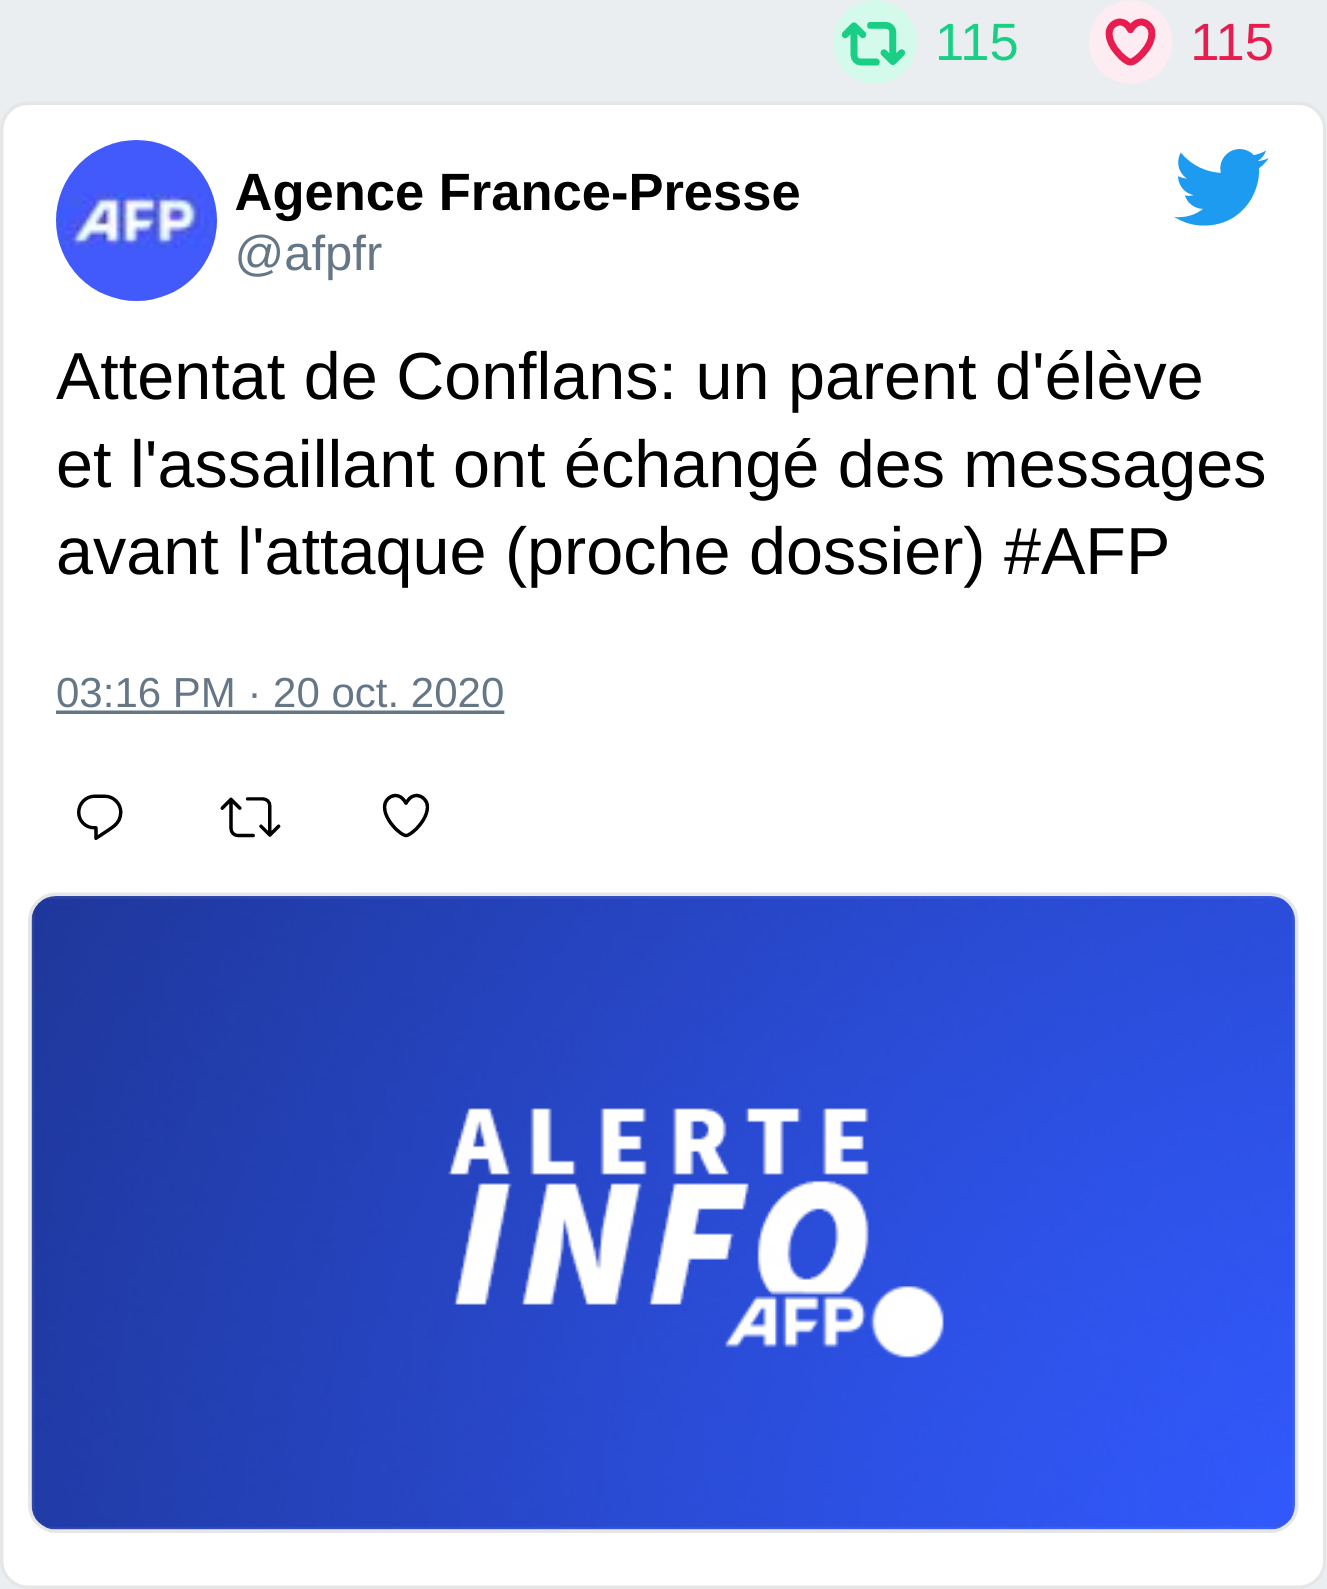 115 115
AFP
Agence France-Presse
@afpfr
Attentat de Conflans: un parent d'élève
et l'assaillant ont échangé des messages
avant l'attaque (proche dossier) #AFP
03:16 PM · 20 oct. 2020
ALERTE
INFO
AFP